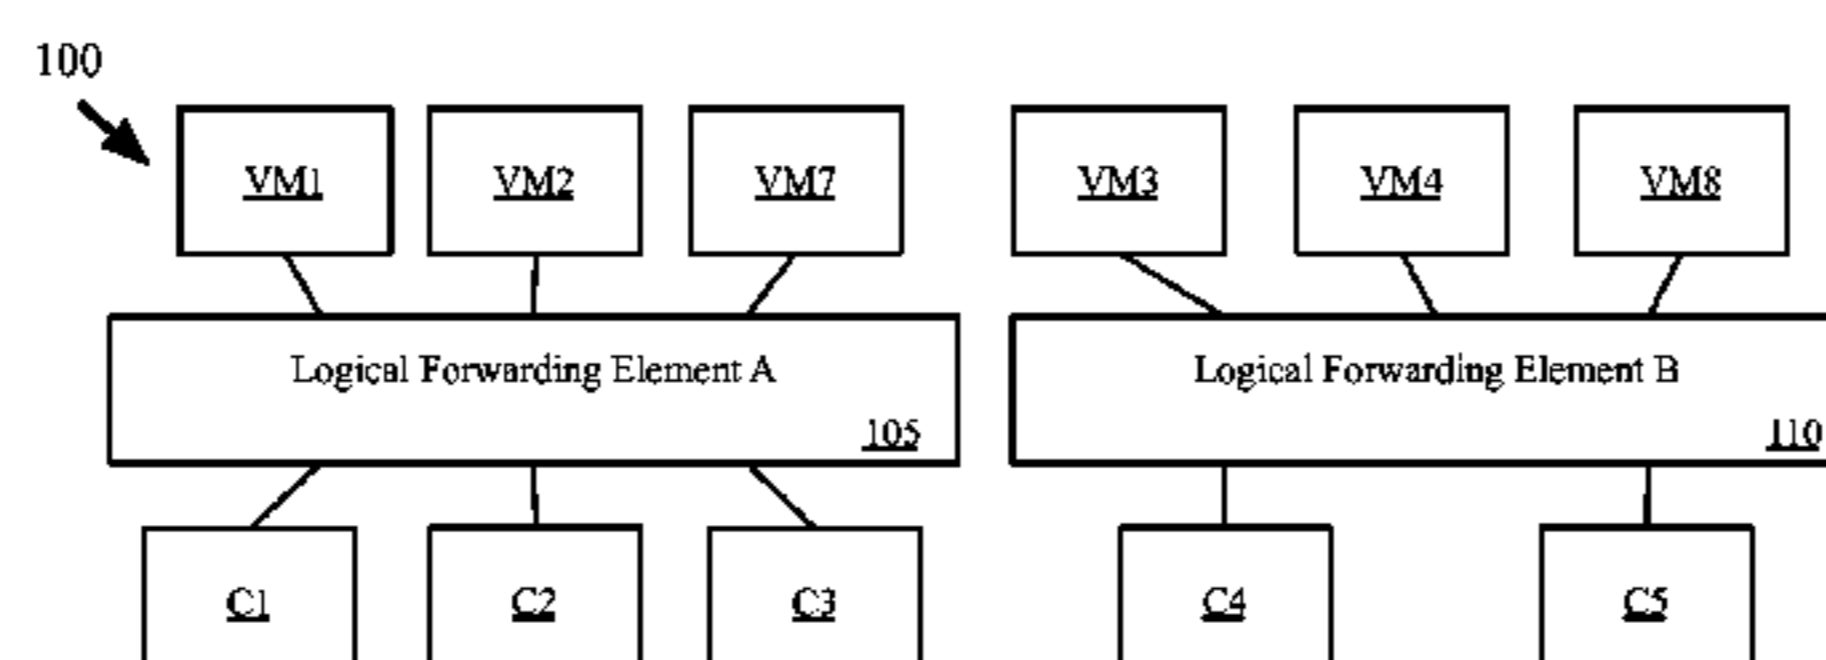 100
VM1 VM2 VM7 VM3 VM4 VM8
Logical Forwarding Element A Logical Forwarding Element B
105 110
C1 C2 C3 C4 C5